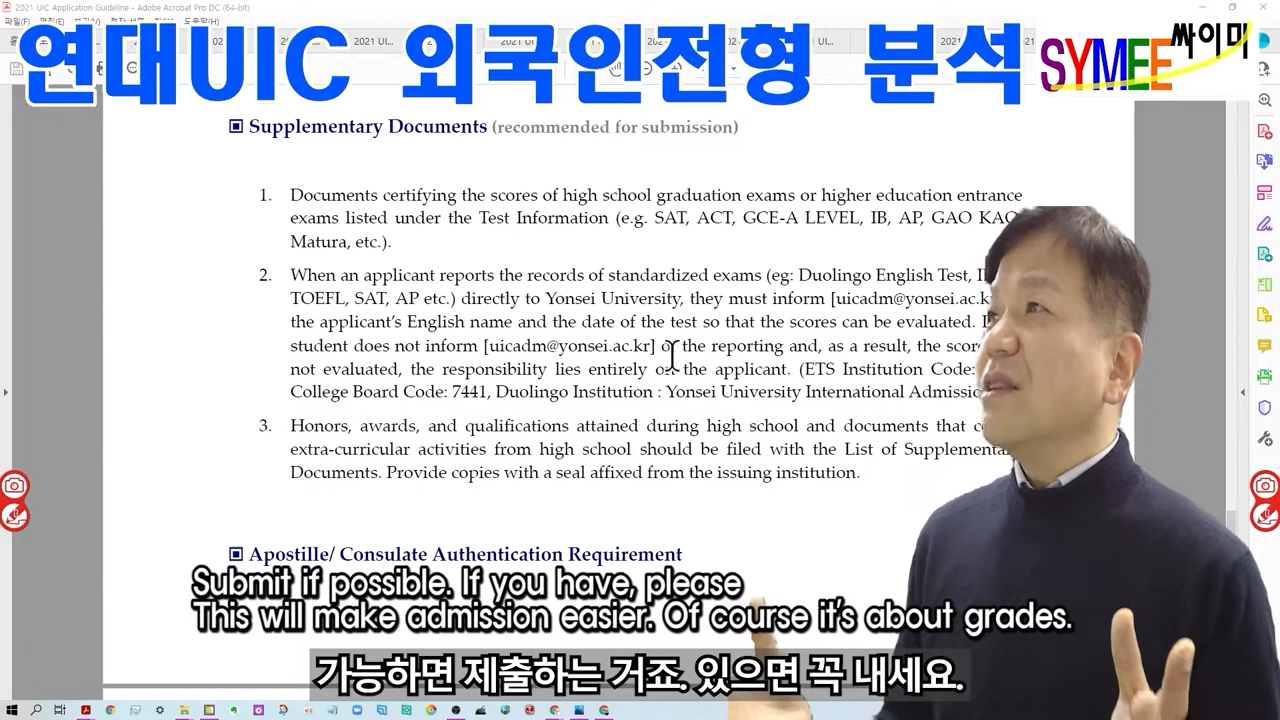 2021 UIC Application Guideline - Adobe Acrobat Pro DC (64-bit)
연대UIC 외국인전형 분석
SYMEE
싸이미
Supplementary Documents (recommended for submission)
1. Documents certifying the scores of high school graduation exams or higher education entrance
exams listed under the Test Information (e.g. SAT, ACT, GCE-A LEVEL, IB, AP, GAO KAO
Matura, etc.).
2. When an applicant reports the records of standardized exams (eg: Duolingo English Test,
TOEFL, SAT, AP etc.) directly to Yonsei University, they must inform [uicadm@yonsei.ac.kr
the applicant's English name and the date of the test so that the scores can be evaluated.
student does not inform [uicadm@yonsei.ac.kr] the reporting and, as a result, the
not evaluated, the responsibility lies entirely the applicant. (ETS Institution Code:
College Board Code: 7441, Duolingo Institution : Yonsei University International
3. Honors, awards, and qualifications attained during high school and documents that
extra-curricular activities from high school should be filed with the List of
Documents. Provide copies with a seal affixed from the issuing institution.
Apostille/ Consulate Authentication Requirement
Submit if possible. If you have, please
This will make admission easier. Of course it's about grades.
가능하면 제출하는 거죠. 있으면 꼭 내세요.